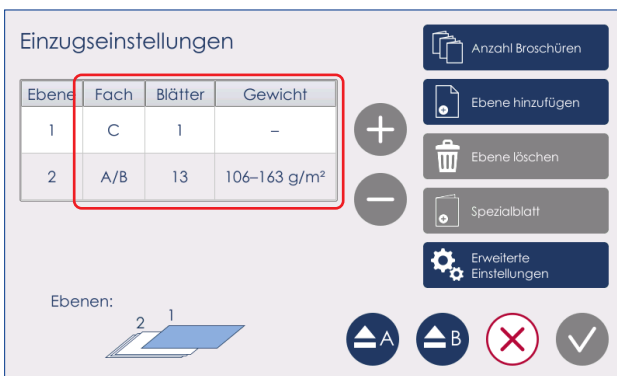 Einzugseinstellungen
Ebene Fach Blätter Gewicht
1 C 1 –
2 A/B 13 106–163 g/m²
Anzahl Broschüren
Ebene hinzufügen
Ebene löschen
Spezialblatt
Erweiterte
Einstellungen
Ebenen:
2 1
A
B